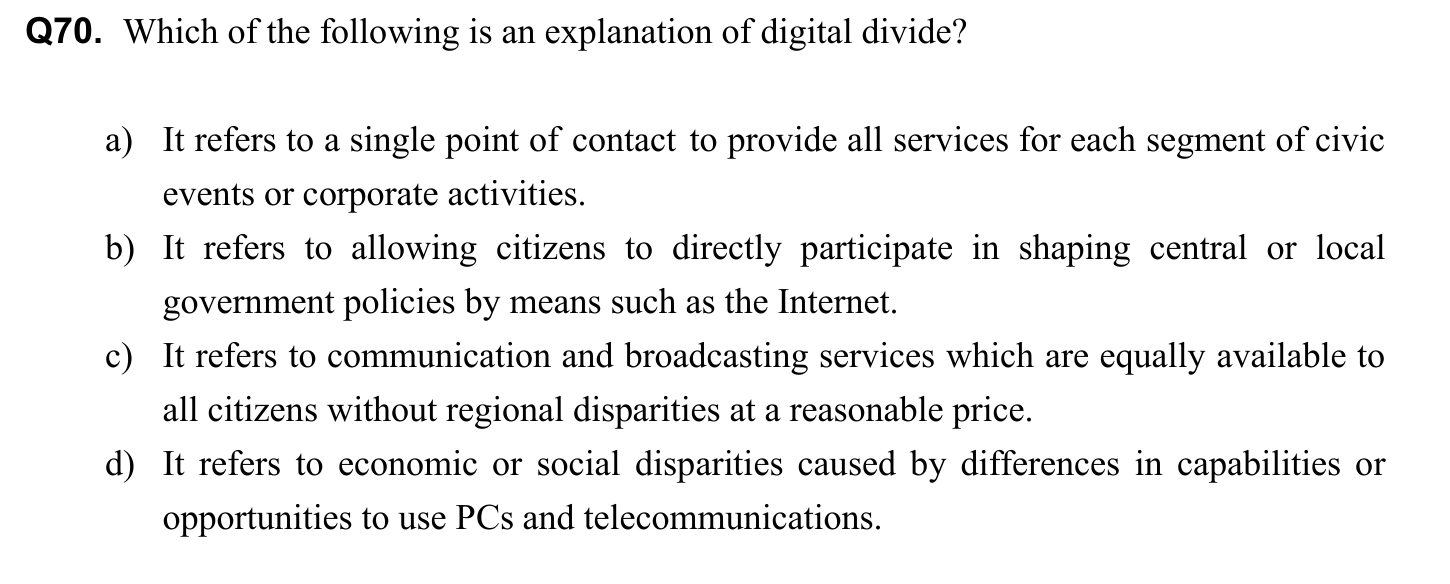 Q70. Which of the following is an explanation of digital divide?
a) It refers to a single point of contact to provide all services for each segment of civic
events or corporate activities.
b) It refers to allowing citizens to directly participate in shaping central or local
government policies by means such as the Internet.
c) It refers to communication and broadcasting services which are equally available to
all citizens without regional disparities at a reasonable price.
d) It refers to economic or social disparities caused by differences in capabilities or
opportunities to use PCs and telecommunications.